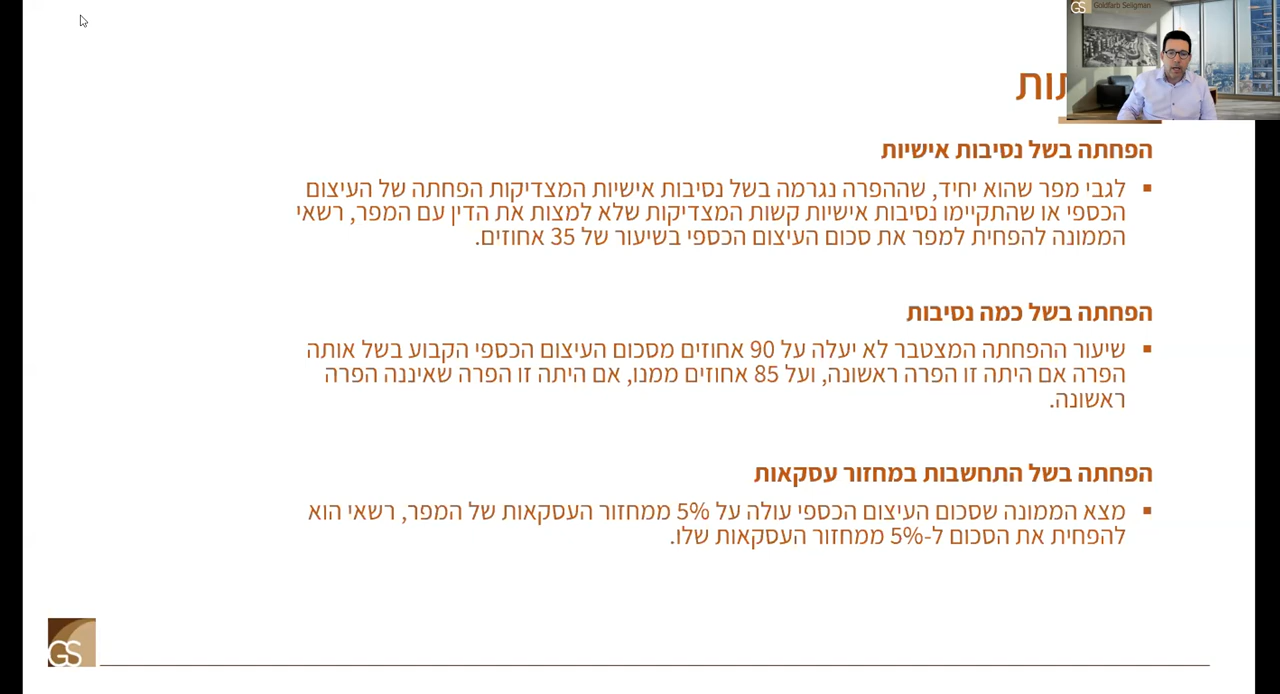 GS Goldfarb Seligman
הפחתה בשל נסיבות אישיות
▪ לגבי מפר שהוא יחיד, שההפרה נגרמה בשל נסיבות אישיות המצדיקות הפחתה של העיצום
הכספי או שהתקיימו נסיבות אישיות קשות המצדיקות שלא למצות את הדין עם המפר, רשאי
הממונה להפחית למפר את סכום העיצום הכספי בשיעור של 35 אחוזים.
הפחתה בשל כמה נסיבות
▪ שיעור ההפחתה המצטבר לא יעלה על 90 אחוזים מסכום העיצום הכספי הקבוע בשל אותה
הפרה אם היתה זו הפרה ראשונה, ועל 85 אחוזים ממנו, אם היתה זו הפרה שאיננה הפרה
ראשונה.
הפחתה בשל התחשבות במחזור עסקאות
▪ מצא הממונה שסכום העיצום הכספי עולה על 5% ממחזור העסקאות של המפר, רשאי הוא
להפחית את הסכום ל-5% ממחזור העסקאות שלו.
GS